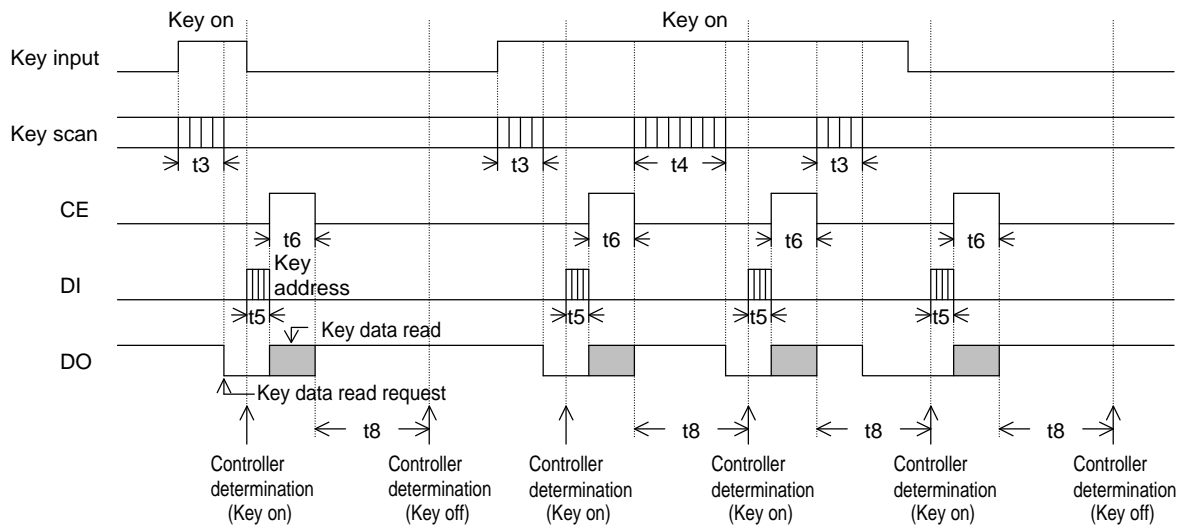 Key on
Key on
Key input
Key scan
t3
t3
t4
t3
CE
t6
t6
t6
t6
Key
address
DI
t5
t5
t5
t5
Key data read
DO
Key data read request
t8
t8
t8
t8
Controller
determination
(Key on)
Controller
determination
(Key off)
Controller
determination
(Key on)
Controller
determination
(Key on)
Controller
determination
(Key on)
Controller
determination
(Key off)